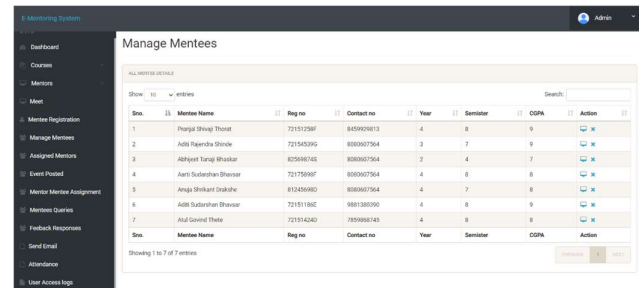 E-Mentoring System
Admin
Dashboard
Courses
Mentors
Meet
Mentee Registration
Manage Mentees
Assigned Mentors
Event Posted
Mentor Mentee Assignment
Mentees Queries
Feeback Responses
Send Email
Attendance
User Access logs
Manage Mentees
ALL MENTEE DETAILS
Show 10 entries
Search:
Sno. Mentee Name Reg no Contact no Year Semister CGPA Action
1 Pranjal Shivaji Thorat 72151258F 8459929813 4 8 9
2 Aditi Rajendra Shinde 72154539G 8080607564 3 7 9
3 Abhijeet Tanaji Bhaskar 82569874S 8080607564 2 4 7
4 Aarti Sudarshan Bhavsar 72175898F 8080607564 4 8 8
5 Anuja Shrikant Drakshe 81245698D 8080607564 4 7 8
6 Aditi Sudarshan Bhavsar 72151186E 9881380390 4 8 9
7 Atul Govind Thete 72151424D 7859868745 4 8 8
Sno. Mentee Name Reg no Contact no Year Semister CGPA Action
Showing 1 to 7 of 7 entries
PREVIOUS 1 NEXT